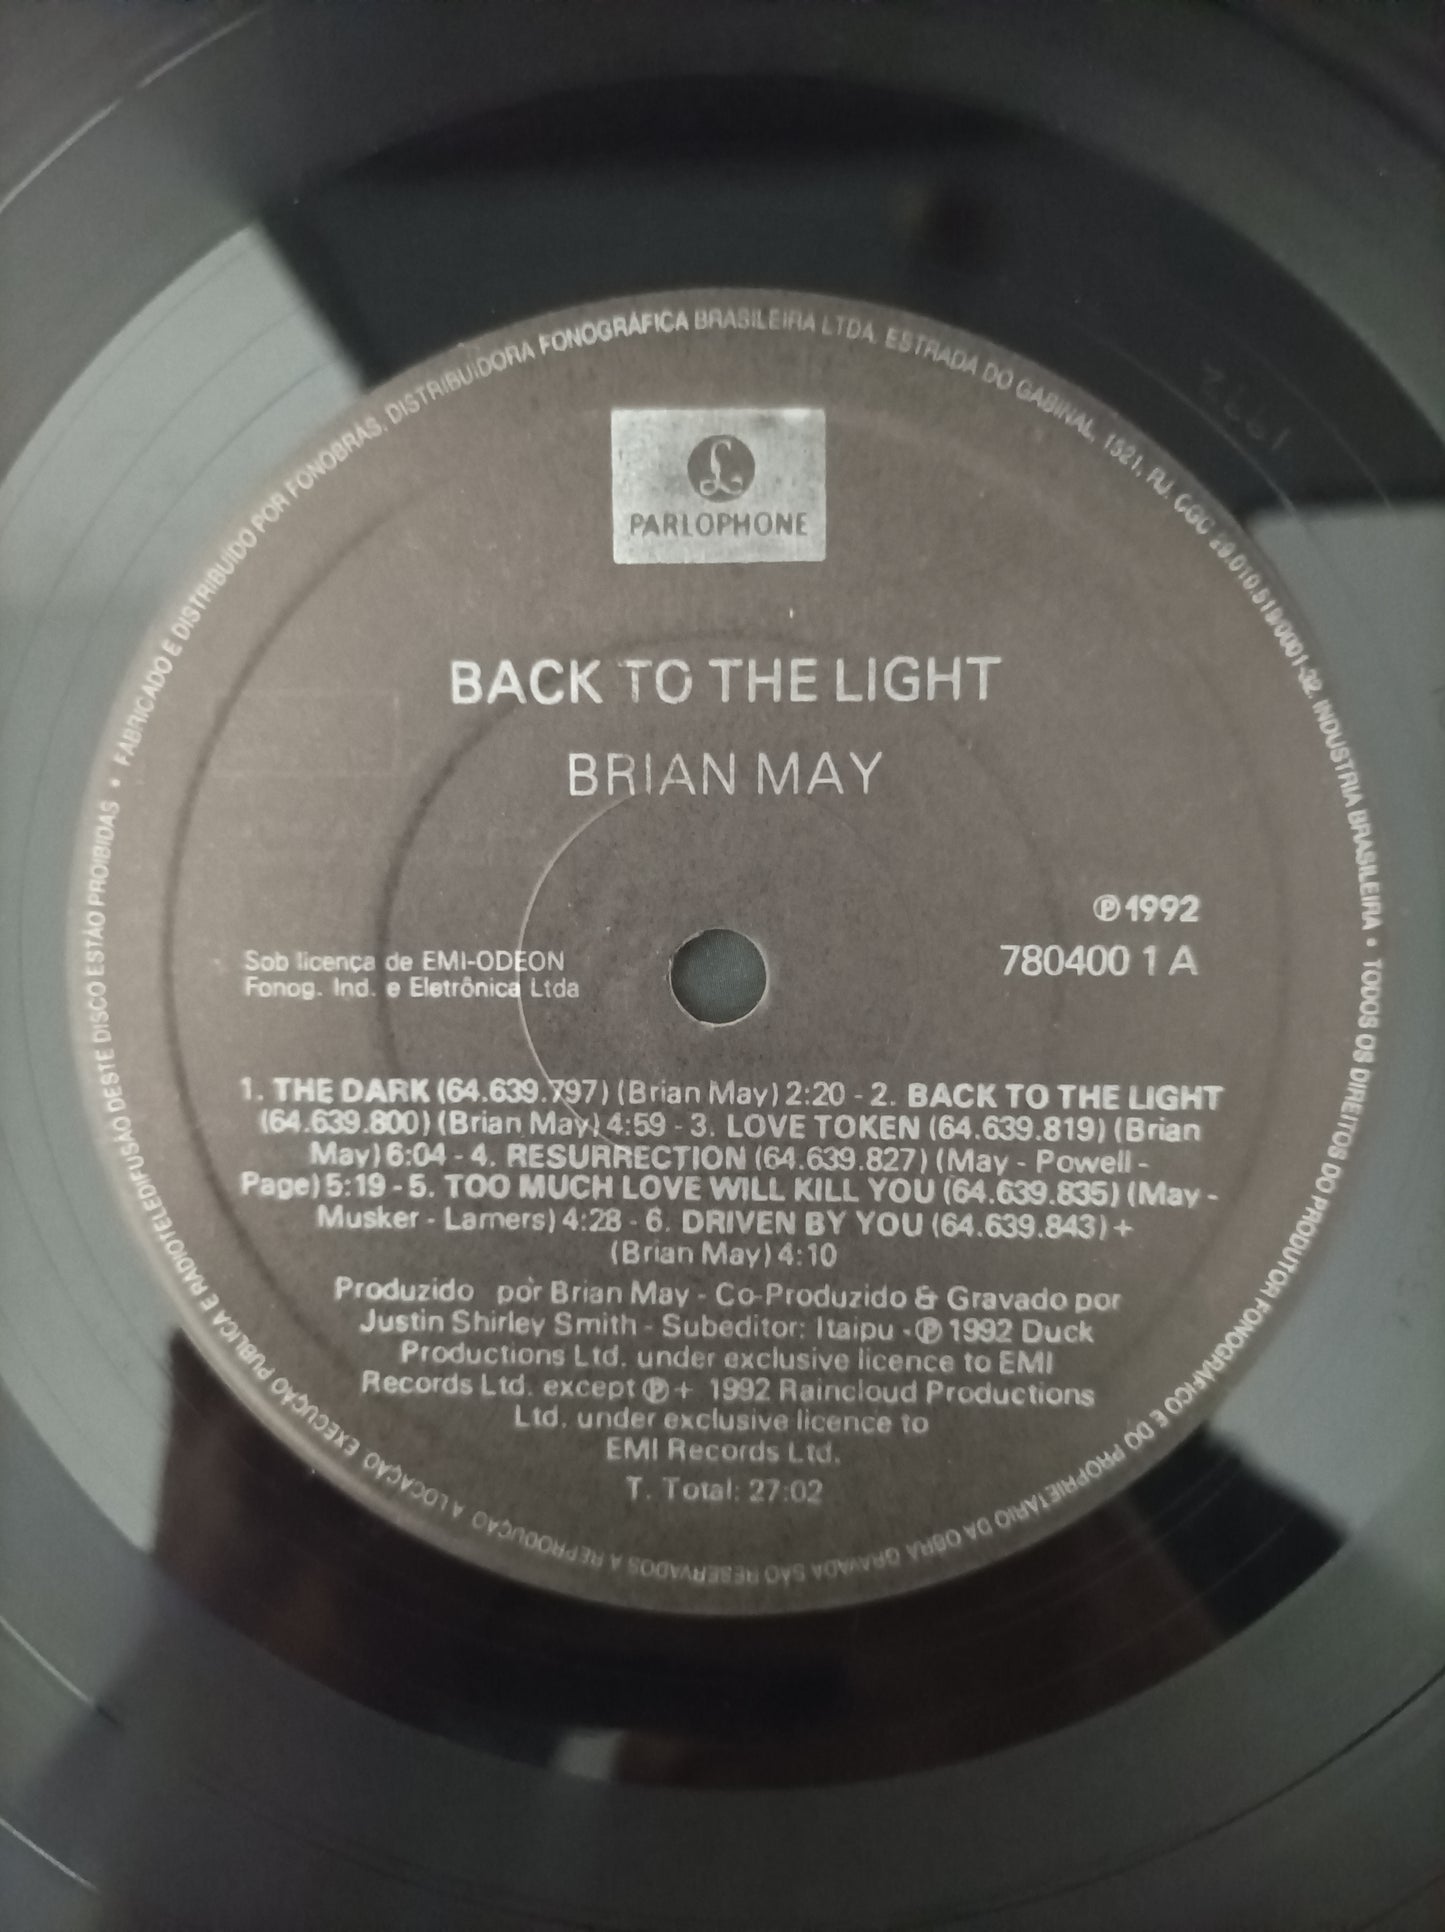 FABRICADO E DISTRIBUÍDO POR FONOBRAS, DISTRIBUIDORA FONOGRÁFICA BRASILEIRA LTDA. ESTRADA DO GABINAL, 1521, RJ. CGC 29.019.519/0001-32. INDUSTRIA BRASILEIRA • TODOS OS DIREITOS DO PRODUTOR FONOGRÁFICO E DO PROPRIETÁRIO DA OBRA GRAVADA SÃO RESERVADOS A REPRODUÇÃO A LOCAÇÃO, EXECUÇÃO PUBLICA E RADIOTELEDIFUSÃO DESTE DISCO ESTÃO PROIBIDAS •
£
PARLOPHONE
BACK TO THE LIGHT
BRIAN MAY
℗1992
780400 1 A
Sob licença de EMI-ODEON
Fonog. Ind. e Eletrônica Ltda
1. THE DARK (64.639.797) (Brian May) 2:20 - 2. BACK TO THE LIGHT
(64.639.800) (Brian May) 4:59 - 3. LOVE TOKEN (64.639.819) (Brian
May) 6:04 - 4. RESURRECTION (64.639.827) (May - Powell -
Page) 5:19 - 5. TOO MUCH LOVE WILL KILL YOU (64.639.835) (May -
Musker - Lamers) 4:28 - 6. DRIVEN BY YOU (64.639.843) +
(Brian May) 4:10
Produzido por Brian May - Co-Produzido & Gravado por
Justin Shirley Smith - Subeditor: Itaipu - ℗ 1992 Duck
Productions Ltd. under exclusive licence to EMI
Records Ltd. except ℗ + 1992 Raincloud Productions
Ltd. under exclusive licence to
EMI Records Ltd.
T. Total: 27:02